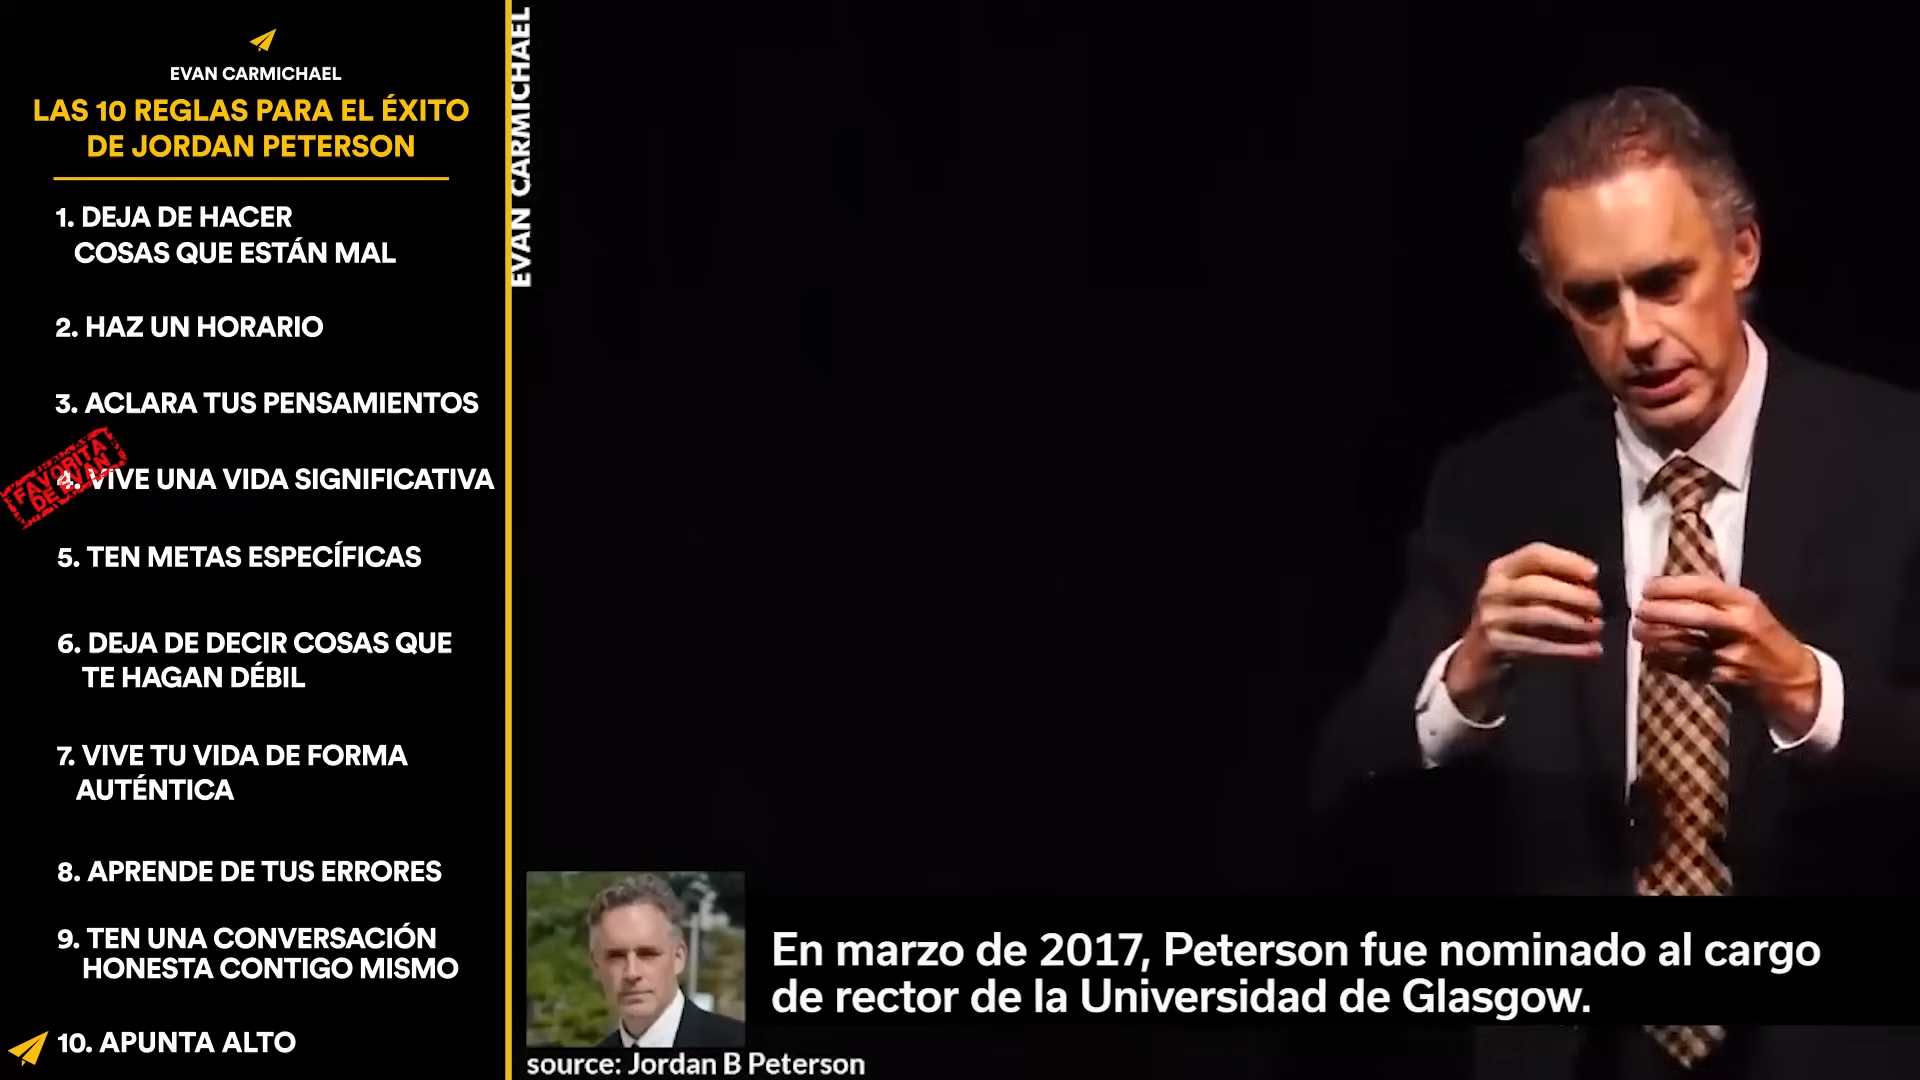 EVAN CARMICHAEL
LAS 10 REGLAS PARA EL ÉXITO
DE JORDAN PETERSON
1. DEJA DE HACER
COSAS QUE ESTÁN MAL
2. HAZ UN HORARIO
3. ACLARA TUS PENSAMIENTOS
FAVORITA
DE EVAN
4. VIVE UNA VIDA SIGNIFICATIVA
5. TEN METAS ESPECÍFICAS
6. DEJA DE DECIR COSAS QUE
TE HAGAN DÉBIL
7. VIVE TU VIDA DE FORMA
AUTÉNTICA
8. APRENDE DE TUS ERRORES
9. TEN UNA CONVERSACIÓN
HONESTA CONTIGO MISMO
10. APUNTA ALTO
EVAN CARMICHAEL
En marzo de 2017, Peterson fue nominado al cargo
de rector de la Universidad de Glasgow.
source: Jordan B Peterson